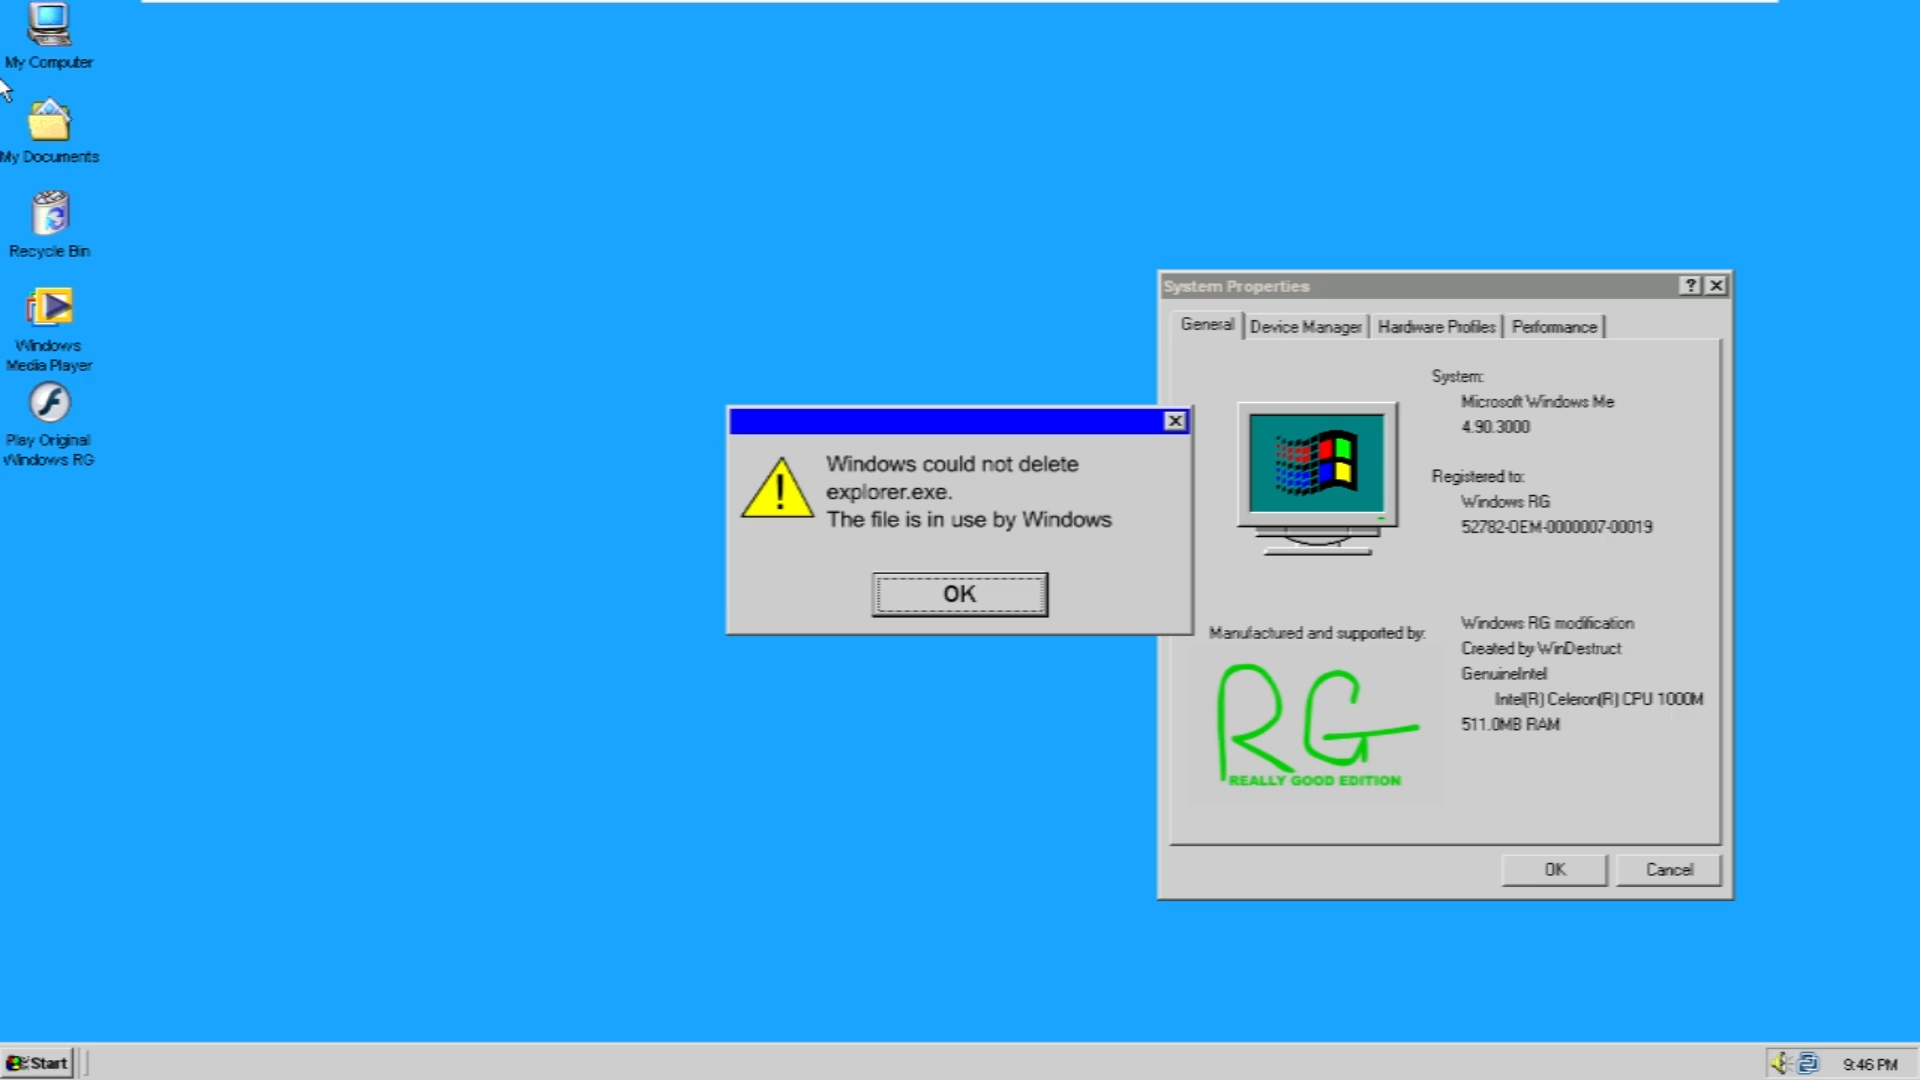 My Computer
My Documents
Recycle Bin
Windows
Media Player
Play Original
Windows RG
Windows could not delete
explorer.exe.
The file is in use by Windows
OK
System Properties
General
Device Manager
Hardware Profiles
Performance
System:
Microsoft Windows Me
4.90.3000
Registered to:
Windows RG
52782-OEM-0000007-00019
Manufactured and supported by:
RG
REALLY GOOD EDITION
Windows RG modification
Created by WinDestruct
GenuineIntel
Intel(R) Celeron(R) CPU 1000M
511.0MB RAM
OK
Cancel
Start
9:46 PM